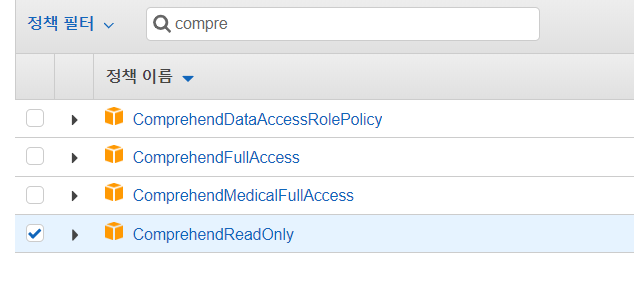 정책 필터
compre
정책 이름
ComprehendDataAccessRolePolicy
ComprehendFullAccess
ComprehendMedicalFullAccess
ComprehendReadOnly